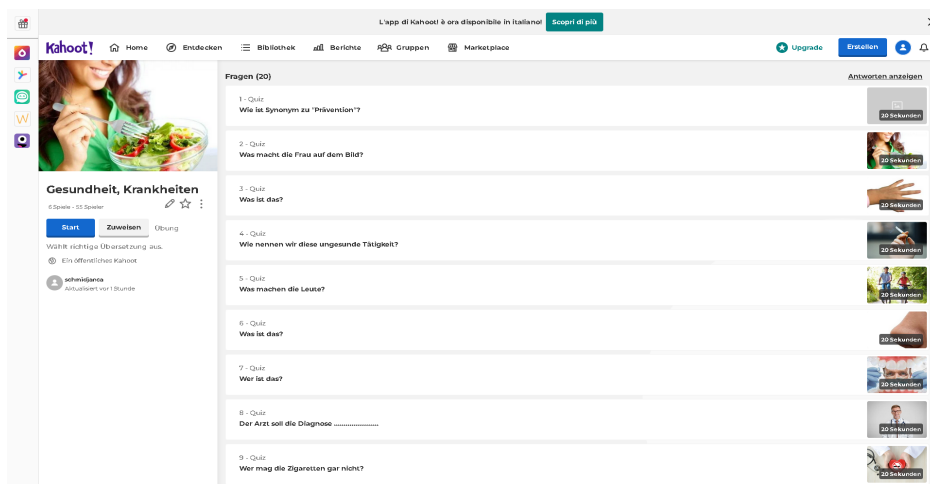 L'app di Kahoot! è ora disponibile in italiano! Scopri di più
Kahoot! Home Entdecken Bibliothek Berichte Gruppen Marketplace Upgrade Erstellen
Fragen (20) Antworten anzeigen
1 - Quiz
Wie ist Synonym zu "Prävention"?
20 Sekunden
2 - Quiz
Was macht die Frau auf dem Bild?
20 Sekunden
3 - Quiz
Was ist das?
20 Sekunden
4 - Quiz
Wie nennen wir diese ungesunde Tätigkeit?
20 Sekunden
5 - Quiz
Was machen die Leute?
20 Sekunden
6 - Quiz
Was ist das?
20 Sekunden
7 - Quiz
Wer ist das?
20 Sekunden
8 - Quiz
Der Arzt soll die Diagnose .......................
20 Sekunden
9 - Quiz
Wer mag die Zigaretten gar nicht?
20 Sekunden
Gesundheit, Krankheiten
6 Spiele · 55 Spieler
Start Zuweisen Übung
Wählt richtige Übersetzung aus.
Ein öffentliches Kahoot
schmidjanca
Aktualisiert vor 1 Stunde